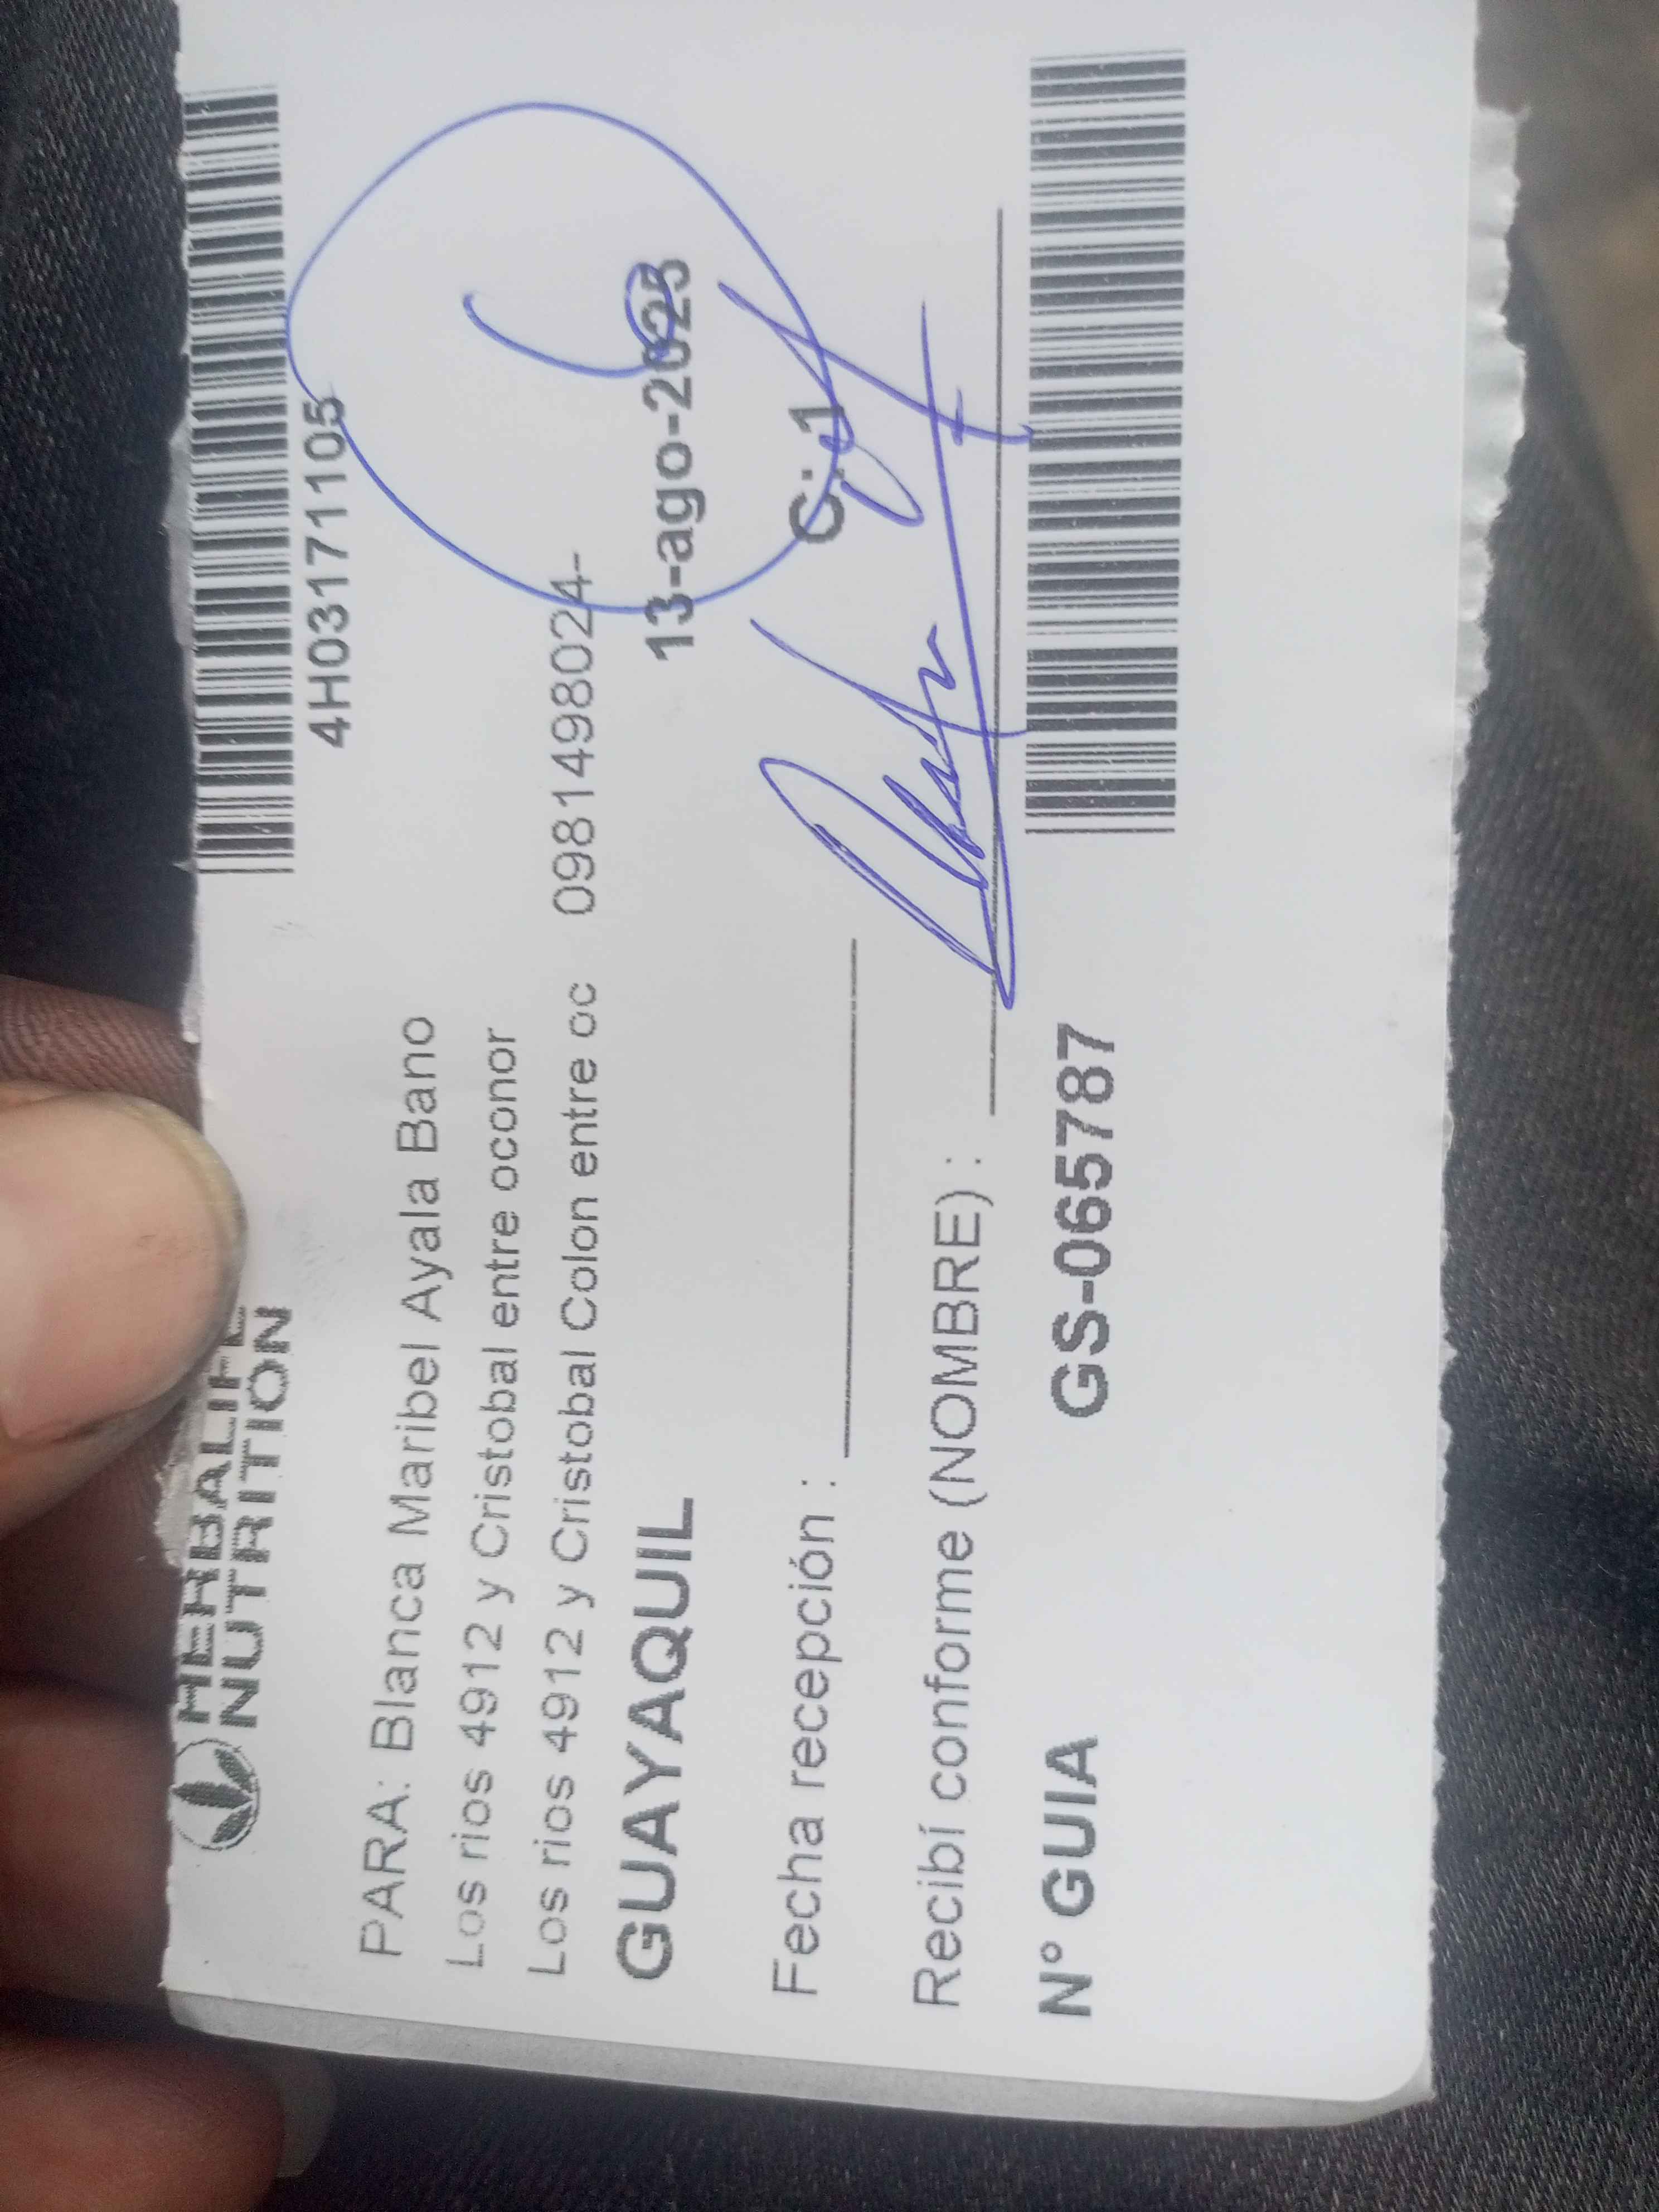 HERBALIFE
NUTRITION
4H03171105
PARA: Blanca Maribel Ayala Bano
Los rios 4912 y Cristobal entre oconor
Los rios 4912 y Cristobal Colon entre oc 0981498024-
GUAYAQUIL 13-ago-2025
Fecha recepción : C: 1
Recibí conforme (NOMBRE) :
N° GUIA GS-065787